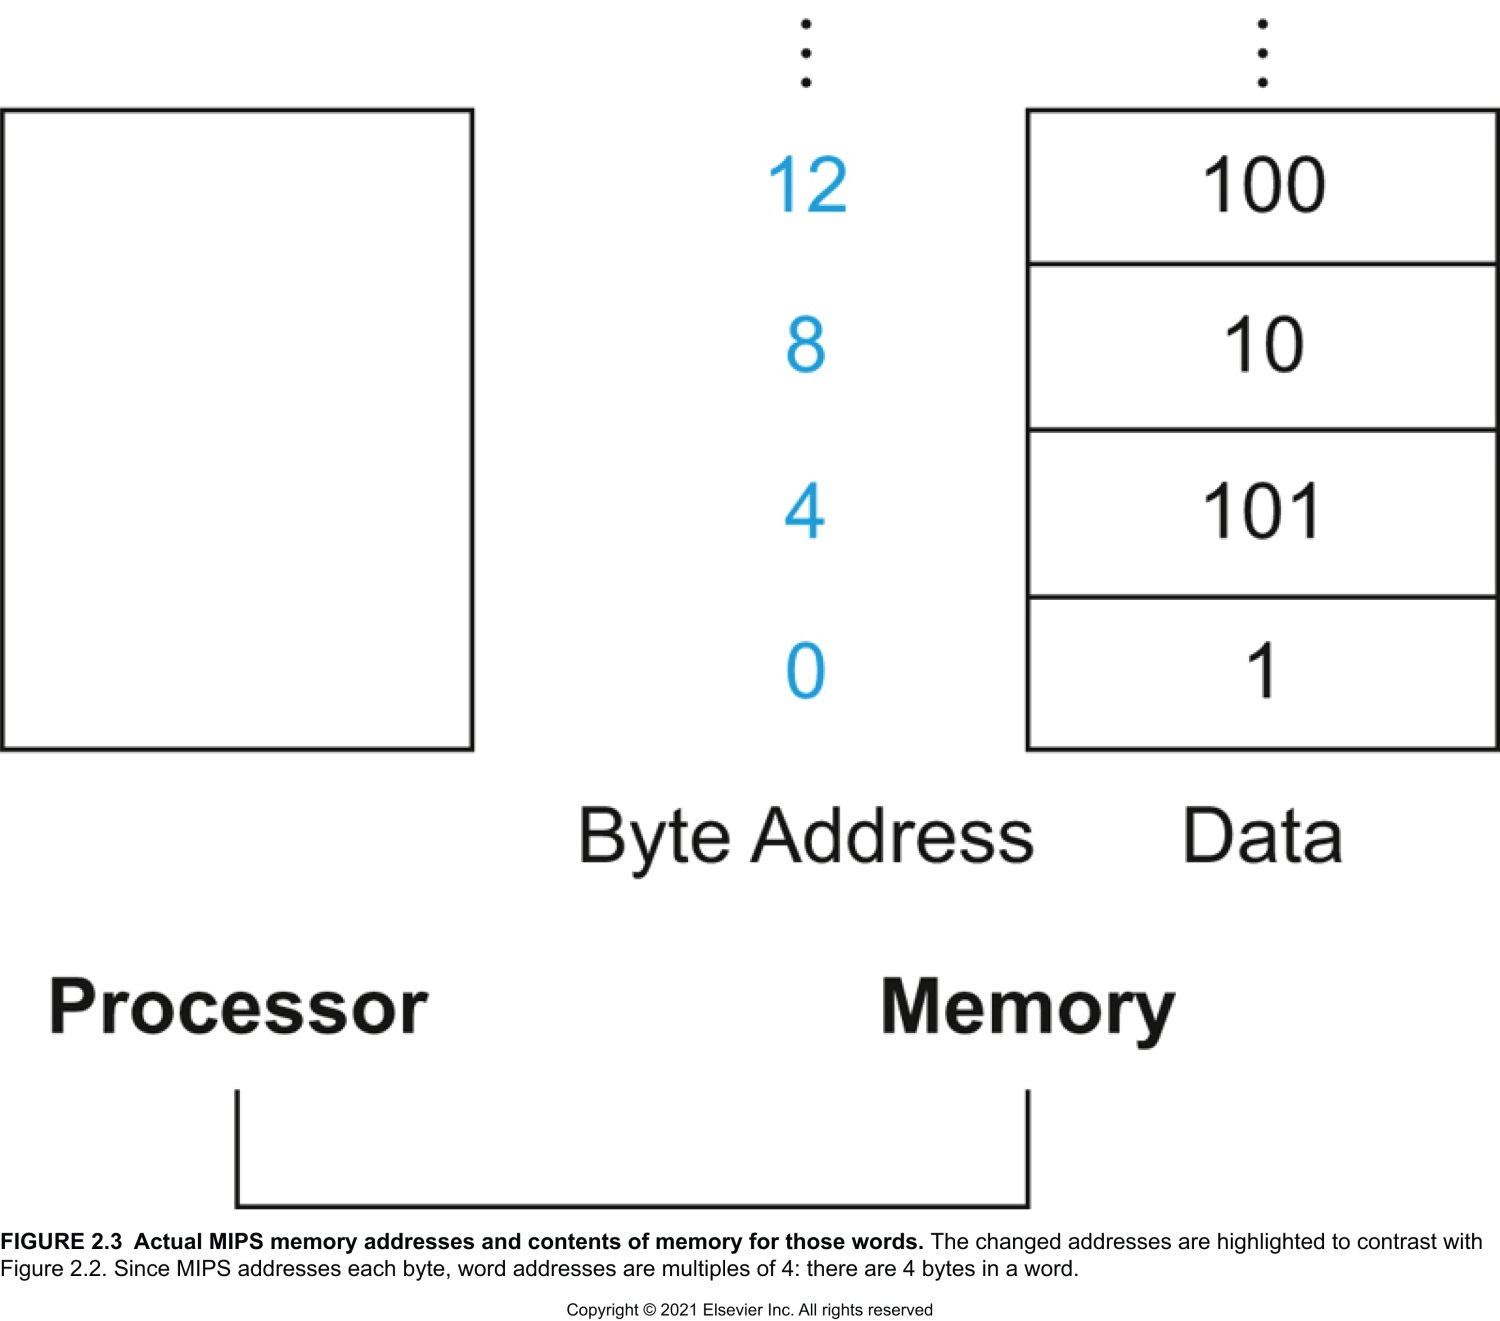 12 100
8 10
4 101
0 1
Byte Address Data
Processor Memory
FIGURE 2.3 Actual MIPS memory addresses and contents of memory for those words. The changed addresses are highlighted to contrast with
Figure 2.2. Since MIPS addresses each byte, word addresses are multiples of 4: there are 4 bytes in a word.
Copyright © 2021 Elsevier Inc. All rights reserved